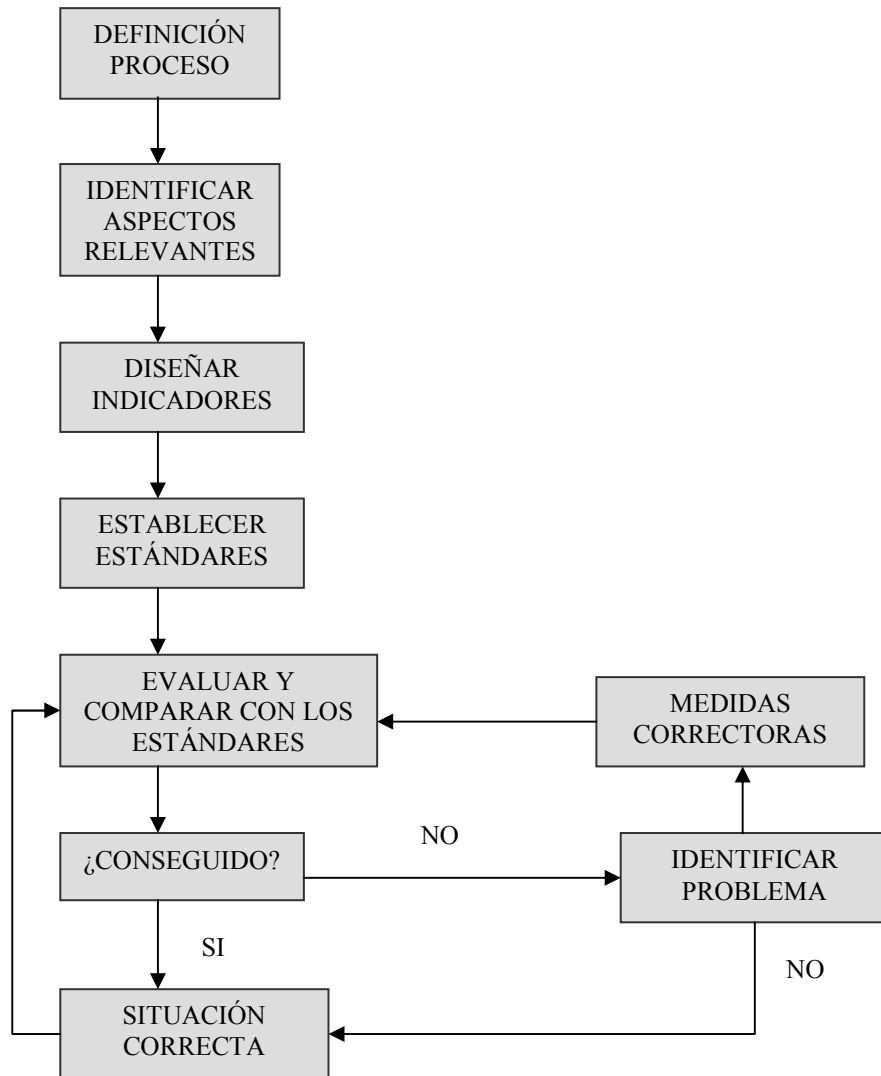 DEFINICIÓN
PROCESO
IDENTIFICAR
ASPECTOS
RELEVANTES
DISEÑAR
INDICADORES
ESTABLECER
ESTÁNDARES
EVALUAR Y
COMPARAR CON LOS
ESTÁNDARES
MEDIDAS
CORRECTORAS
¿CONSEGUIDO?
NO
IDENTIFICAR
PROBLEMA
SI
NO
SITUACIÓN
CORRECTA